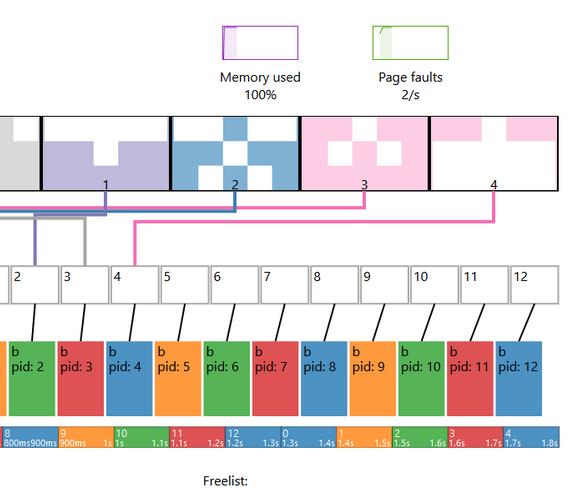 Memory used
100%
Page faults
2/s
1
2
3
4
2
3
4
5
6
7
8
9
10
11
12
b
pid: 2
b
pid: 3
b
pid: 4
b
pid: 5
b
pid: 6
b
pid: 7
b
pid: 8
b
pid: 9
b
pid: 10
b
pid: 11
b
pid: 12
8
800ms 900ms
9
900ms 1s
10
1s 1.1s
11
1.1s 1.2s
12
1.2s 1.3s
0
1.3s 1.4s
1
1.4s 1.5s
2
1.5s 1.6s
3
1.6s 1.7s
4
1.7s 1.8s
Freelist: